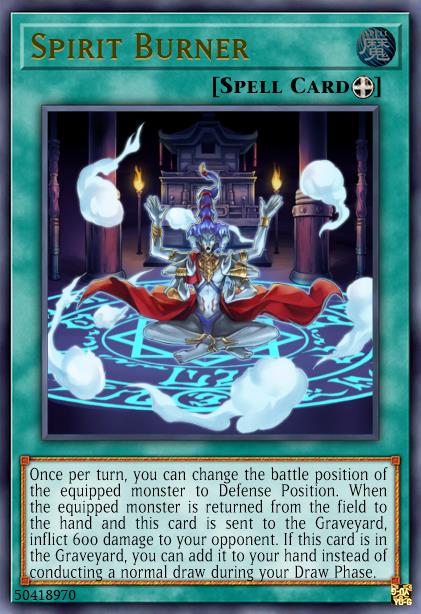 Spirit Burner
魔
[Spell Card]
Once per turn, you can change the battle position of
the equipped monster to Defense Position. When
the equipped monster is returned from the field to
the hand and this card is sent to the Graveyard,
inflict 600 damage to your opponent. If this card is in
the Graveyard, you can add it to your hand instead of
conducting a normal draw during your Draw Phase.
50418970